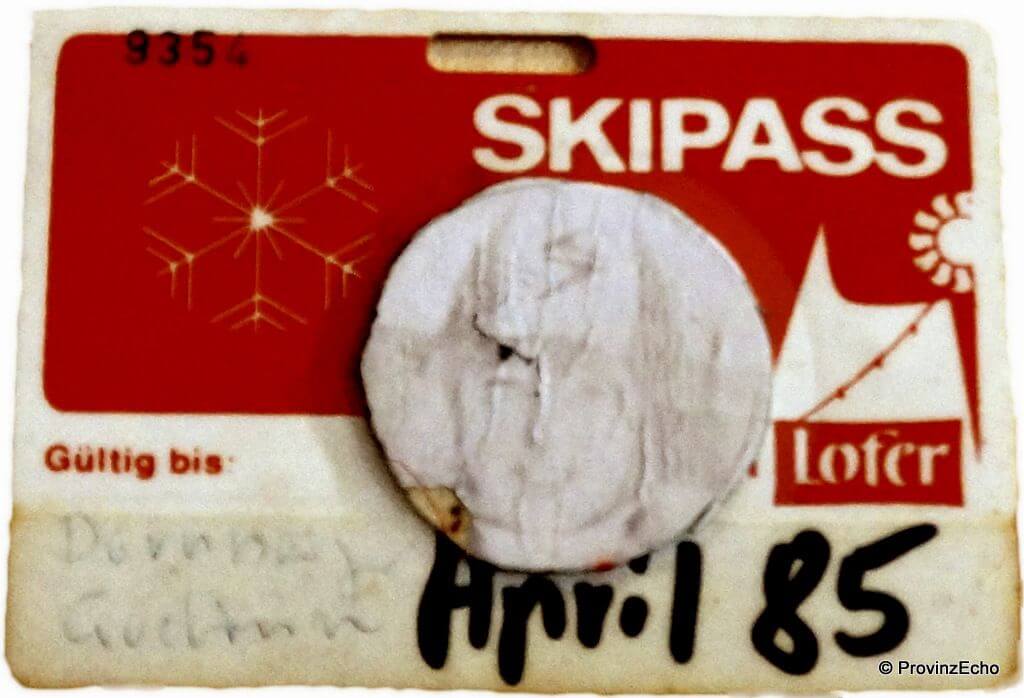 9354
SKIPASS
Lofer
Gültig bis:
April 85
© ProvinzEcho